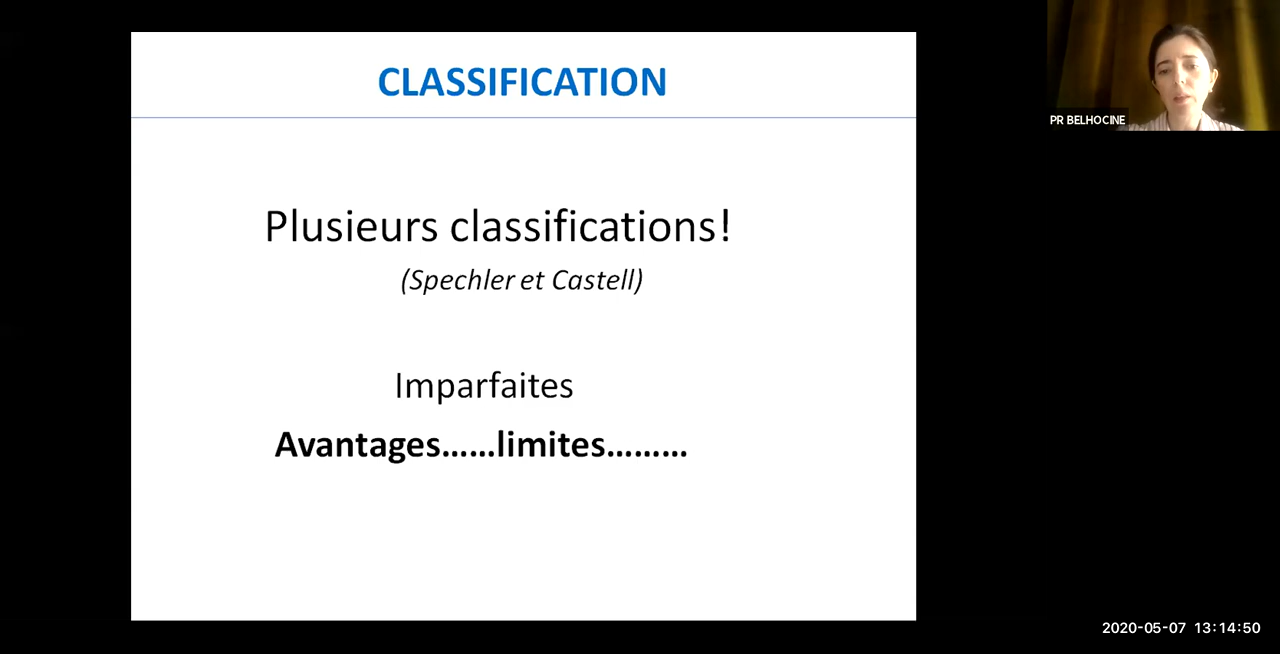 CLASSIFICATION
Plusieurs classifications!
(Spechler et Castell)
Imparfaites
Avantages……limites………
PR BELHOCINE
2020-05-07 13:14:50